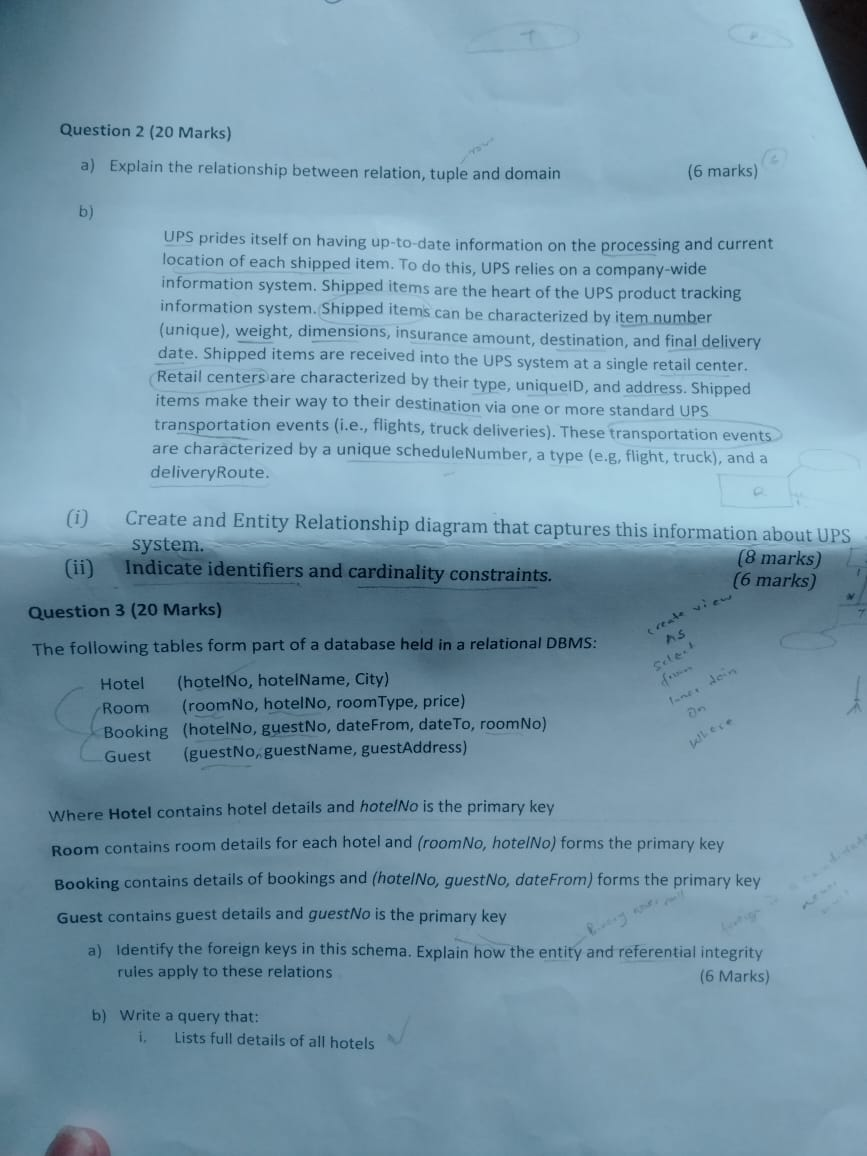 Question 2 (20 Marks)
a) Explain the relationship between relation, tuple and domain (6 marks)
b)
UPS prides itself on having up-to-date information on the processing and current
location of each shipped item. To do this, UPS relies on a company-wide
information system. Shipped items are the heart of the UPS product tracking
information system. Shipped items can be characterized by item number
(unique), weight, dimensions, insurance amount, destination, and final delivery
date. Shipped items are received into the UPS system at a single retail center.
Retail centers are characterized by their type, uniqueID, and address. Shipped
items make their way to their destination via one or more standard UPS
transportation events (i.e., flights, truck deliveries). These transportation events
are characterized by a unique scheduleNumber, a type (e.g, flight, truck), and a
deliveryRoute.
(i) Create and Entity Relationship diagram that captures this information about UPS
system. (8 marks)
(ii) Indicate identifiers and cardinality constraints. (6 marks)
Question 3 (20 Marks)
create view
AS
Select
from
Inner Join
On
Where
The following tables form part of a database held in a relational DBMS:
Hotel (hotelNo, hotelName, City)
Room (roomNo, hotelNo, roomType, price)
Booking (hotelNo, guestNo, dateFrom, dateTo, roomNo)
Guest (guestNo, guestName, guestAddress)
Where Hotel contains hotel details and hotelNo is the primary key
Room contains room details for each hotel and (roomNo, hotelNo) forms the primary key
Booking contains details of bookings and (hotelNo, guestNo, dateFrom) forms the primary key
Guest contains guest details and guestNo is the primary key
a) Identify the foreign keys in this schema. Explain how the entity and referential integrity
rules apply to these relations (6 Marks)
b) Write a query that:
i. Lists full details of all hotels